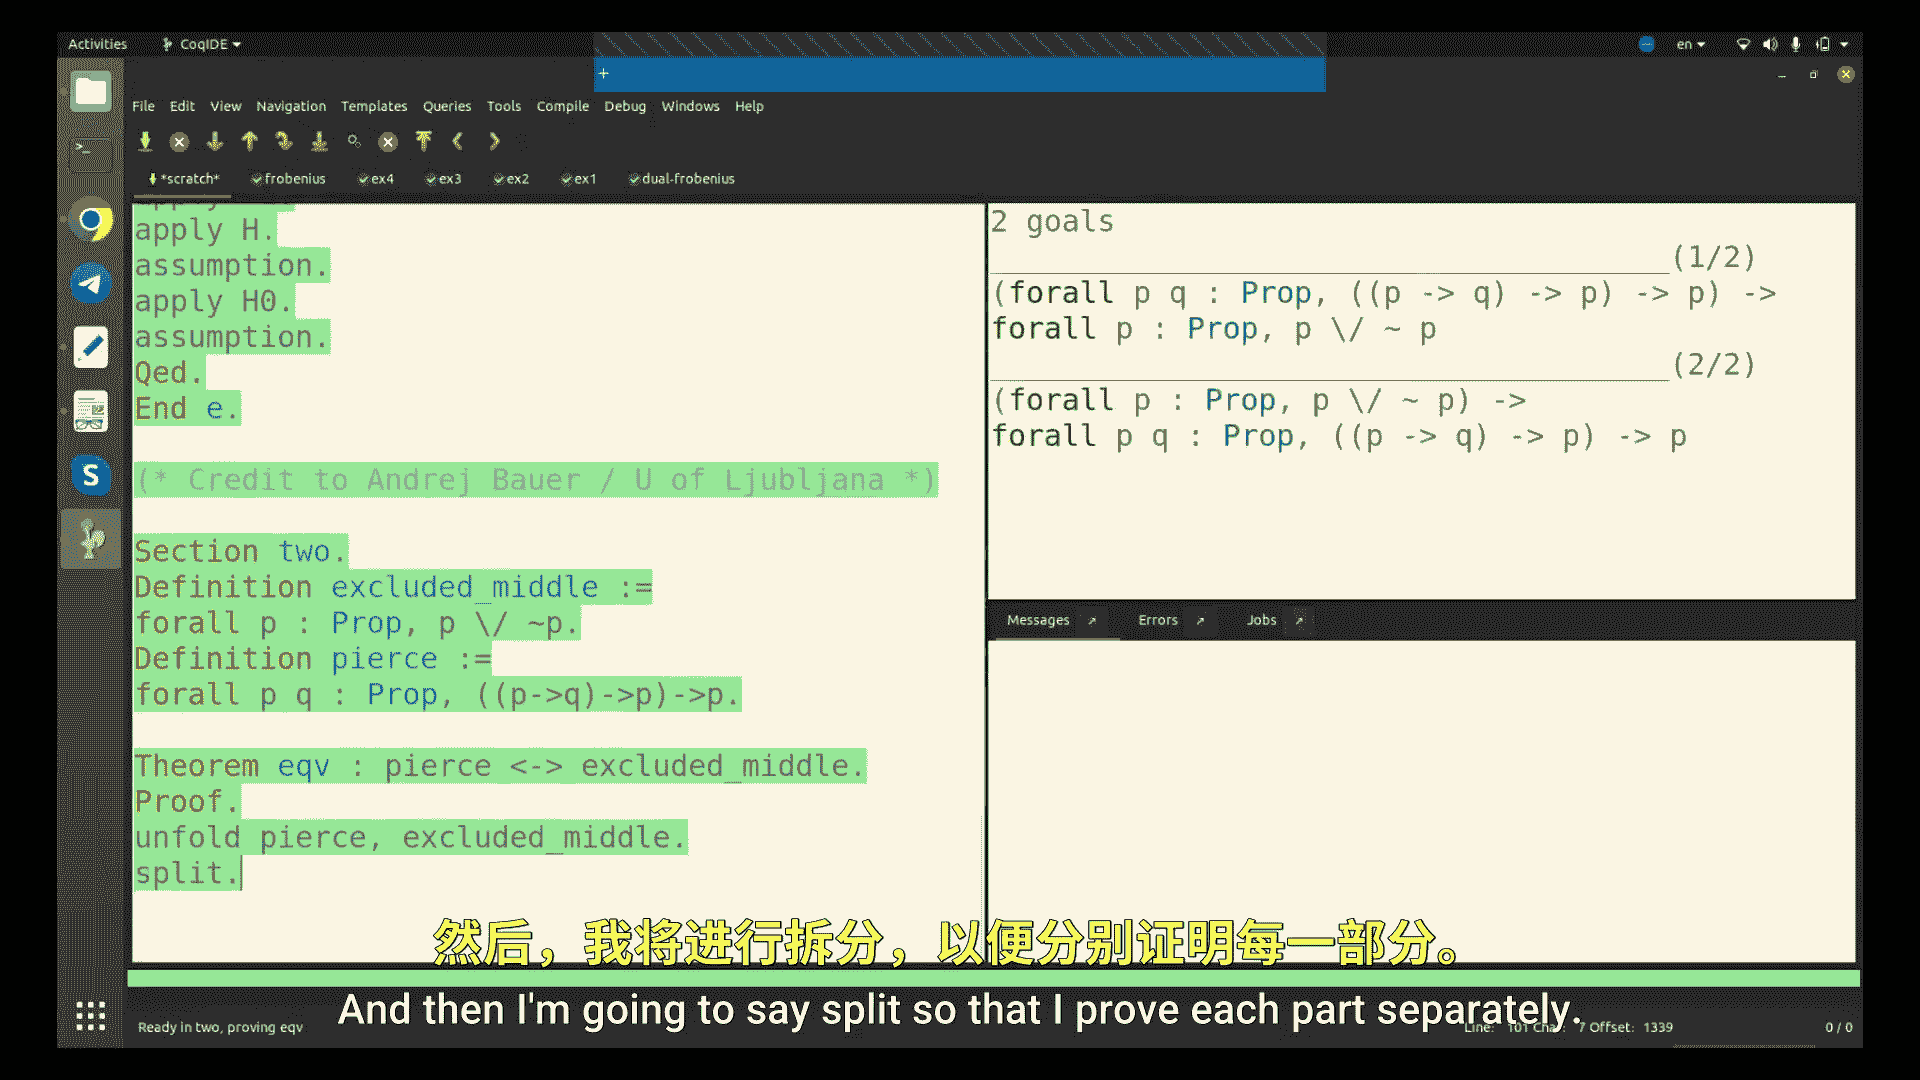 Activities
CoqIDE
en
+
File Edit View Navigation Templates Queries Tools Compile Debug Windows Help
*scratch* frobenius ex4 ex3 ex2 ex1 dual-frobenius
apply H.
assumption.
apply H0.
assumption.
Qed.
End e.
(* Credit to Andrej Bauer / U of Ljubljana *)
Section two.
Definition excluded_middle :=
forall p : Prop, p \/ ~p.
Definition pierce :=
forall p q : Prop, ((p->q)->p)->p.
Theorem eqv : pierce <-> excluded_middle.
Proof.
unfold pierce, excluded_middle.
split.
2 goals
(1/2)
(forall p q : Prop, ((p -> q) -> p) -> p) ->
forall p : Prop, p \/ ~ p
(2/2)
(forall p : Prop, p \/ ~ p) ->
forall p q : Prop, ((p -> q) -> p) -> p
Messages Errors Jobs
然后，我将进行拆分，以便分别证明每一部分。
And then I'm going to say split so that I prove each part separately.
Ready in two, proving eqv
Line: 101 Char: 7 Offset: 1339
0 / 0